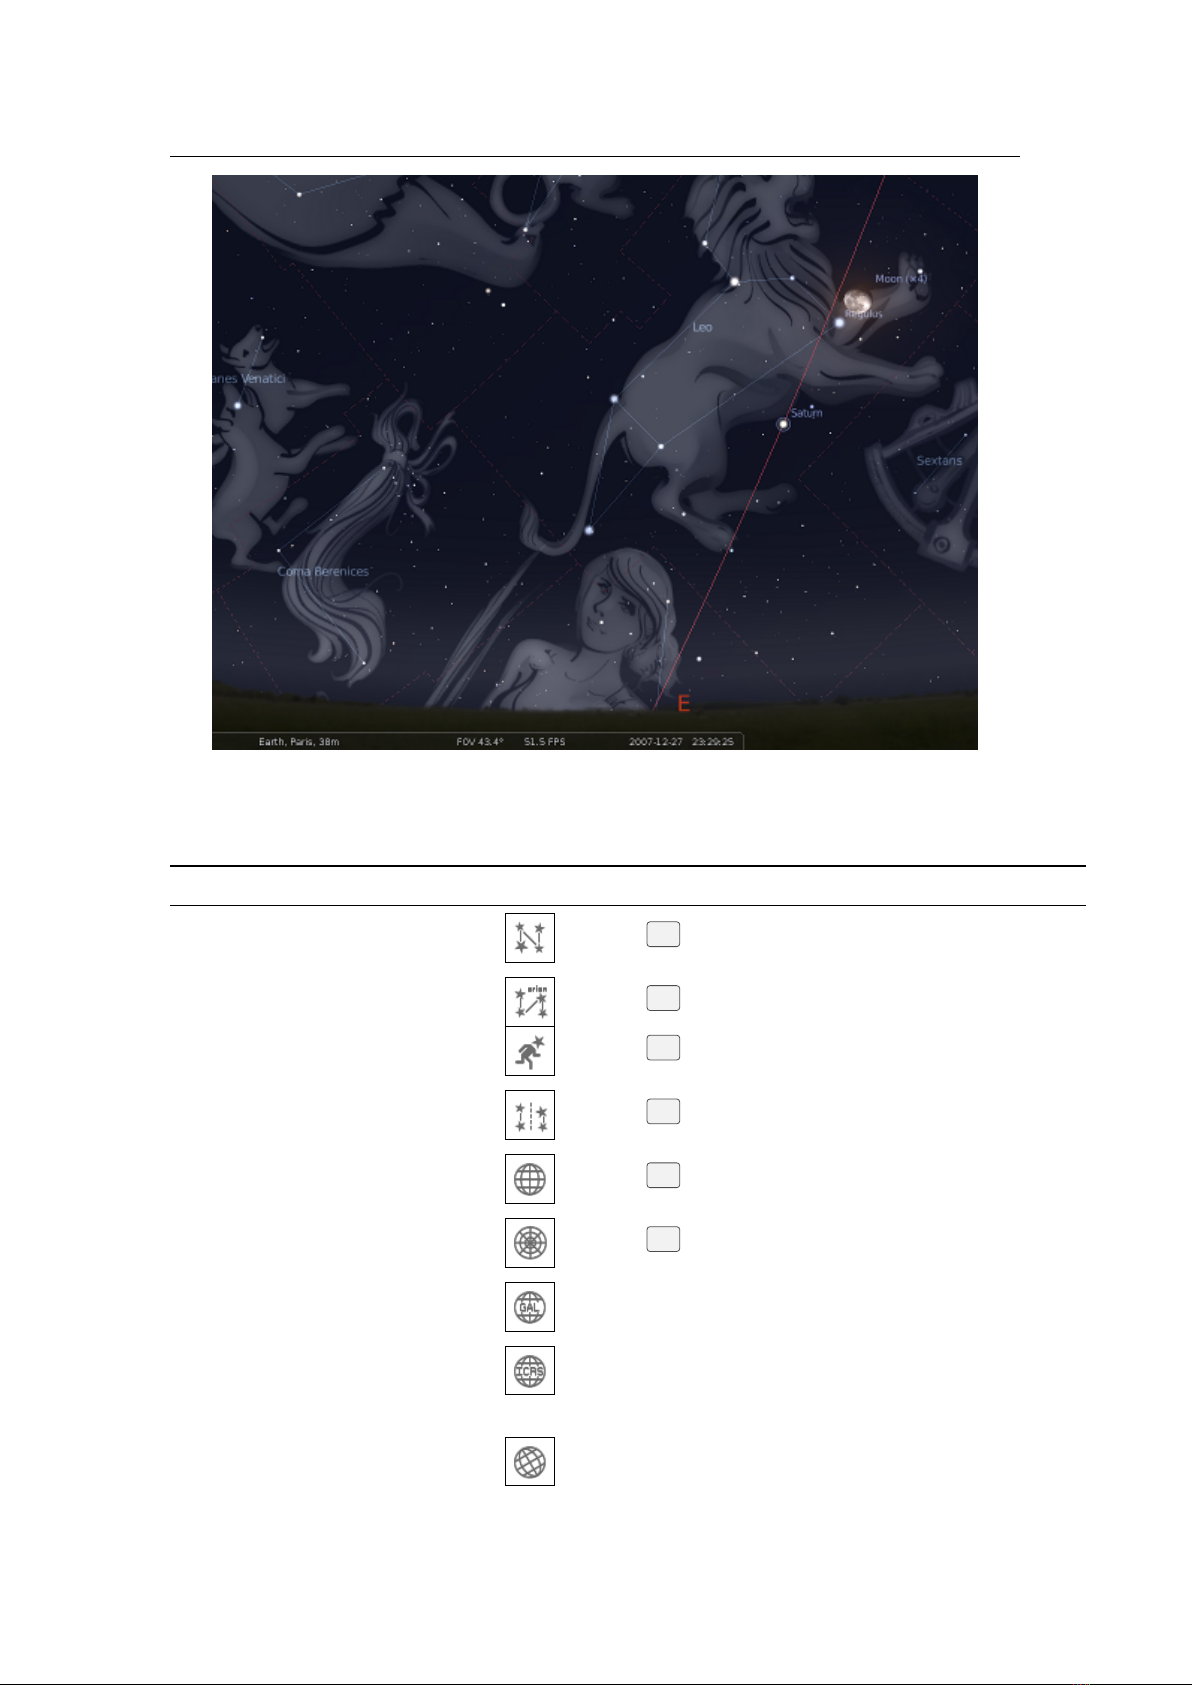 Moon (×4)
Regulus
Leo
anes Venatici
Saturn
Sextans
Coma Berenices
E
Earth, Paris, 38m FOV 43.4° 51.5 FPS 2007-12-27 23:29:25
orion
GAL
ICRS